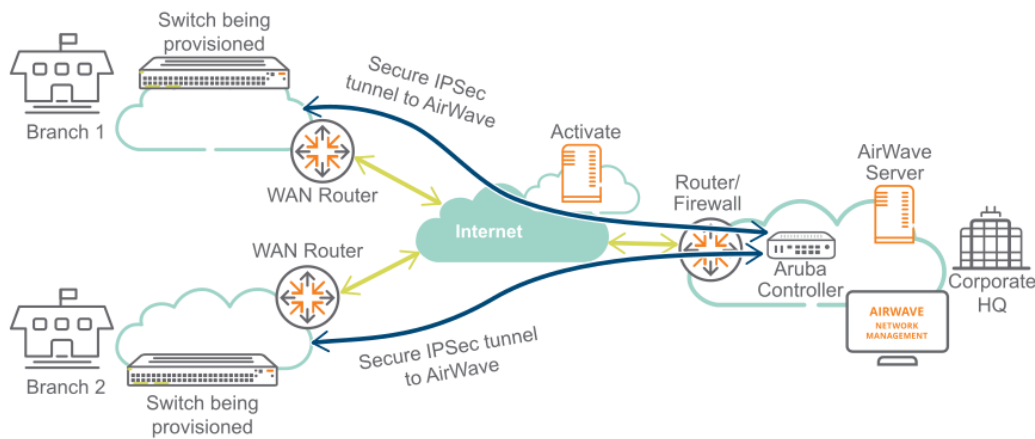 Switch being
provisioned
Branch 1
Secure IPSec
tunnel to AirWave
WAN Router
Activate
Internet
Router/
Firewall
AirWave
Server
Aruba
Controller
Corporate
HQ
AIRWAVE
NETWORK
MANAGEMENT
WAN Router
Secure IPSec tunnel
to AirWave
Branch 2
Switch being
provisioned